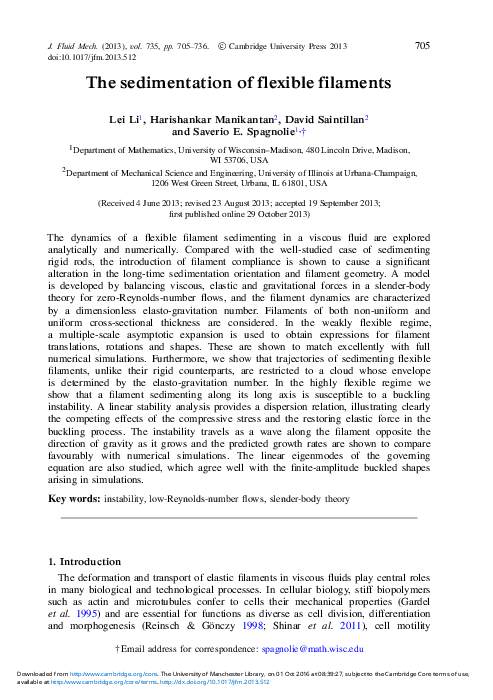 J. Fluid Mech. (2013), vol. 735, pp. 705–736. © Cambridge University Press 2013 705
doi:10.1017/jfm.2013.512
The sedimentation of flexible filaments
Lei Li1, Harishankar Manikantan2, David Saintillan2
and Saverio E. Spagnolie1,†
1Department of Mathematics, University of Wisconsin–Madison, 480 Lincoln Drive, Madison,
WI 53706, USA
2Department of Mechanical Science and Engineering, University of Illinois at Urbana-Champaign,
1206 West Green Street, Urbana, IL 61801, USA
(Received 4 June 2013; revised 23 August 2013; accepted 19 September 2013;
first published online 29 October 2013)
The dynamics of a flexible filament sedimenting in a viscous fluid are explored
analytically and numerically. Compared with the well-studied case of sedimenting
rigid rods, the introduction of filament compliance is shown to cause a significant
alteration in the long-time sedimentation orientation and filament geometry. A model
is developed by balancing viscous, elastic and gravitational forces in a slender-body
theory for zero-Reynolds-number flows, and the filament dynamics are characterized
by a dimensionless elasto-gravitation number. Filaments of both non-uniform and
uniform cross-sectional thickness are considered. In the weakly flexible regime,
a multiple-scale asymptotic expansion is used to obtain expressions for filament
translations, rotations and shapes. These are shown to match excellently with full
numerical simulations. Furthermore, we show that trajectories of sedimenting flexible
filaments, unlike their rigid counterparts, are restricted to a cloud whose envelope
is determined by the elasto-gravitation number. In the highly flexible regime we
show that a filament sedimenting along its long axis is susceptible to a buckling
instability. A linear stability analysis provides a dispersion relation, illustrating clearly
the competing effects of the compressive stress and the restoring elastic force in the
buckling process. The instability travels as a wave along the filament opposite the
direction of gravity as it grows and the predicted growth rates are shown to compare
favourably with numerical simulations. The linear eigenmodes of the governing
equation are also studied, which agree well with the finite-amplitude buckled shapes
arising in simulations.
Key words: instability, low-Reynolds-number flows, slender-body theory
1. Introduction
The deformation and transport of elastic filaments in viscous fluids play central roles
in many biological and technological processes. In cellular biology, stiff biopolymers
such as actin and microtubules confer to cells their mechanical properties (Gardel
et al. 1995) and are essential for functions as diverse as cell division, differentiation
and morphogenesis (Reinsch & Gönczy 1998; Shinar et al. 2011), cell motility
† Email address for correspondence: spagnolie@math.wisc.edu
Downloaded from http://www.cambridge.org/core. The University of Manchester Library, on 01 Oct 2016 at 08:39:27, subject to the Cambridge Core terms of use,
available at http://www.cambridge.org/core/terms. http://dx.doi.org/10.1017/jfm.2013.512